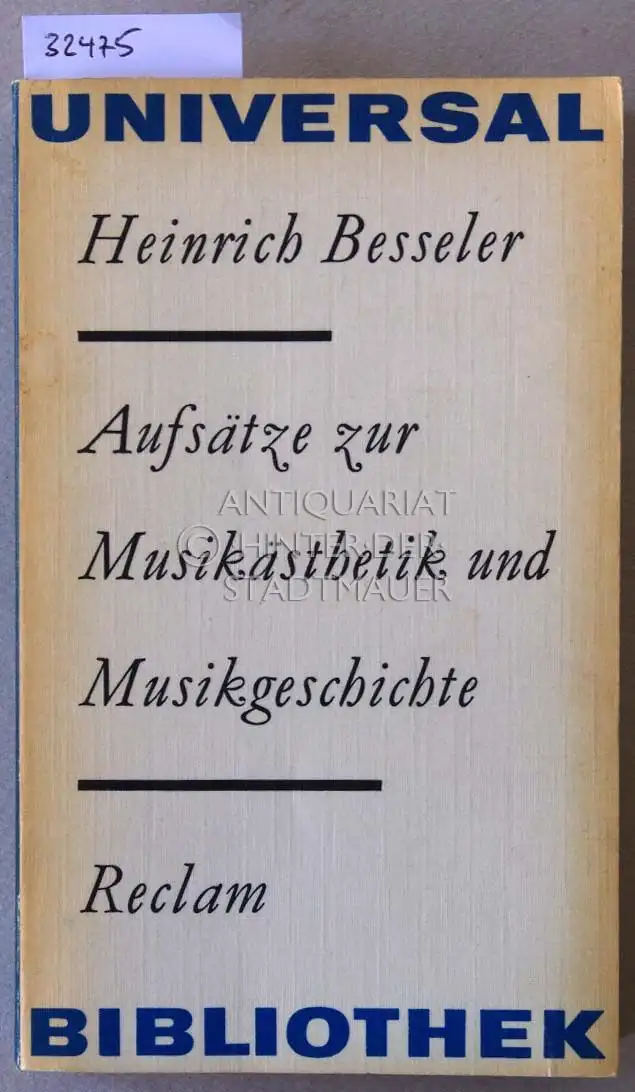 32475
UNIVERSAL
Heinrich Besseler
Aufsätze zur
ANTIQUARIAT
© HINTER DER
STADTMAUER
Musikästhetik und
Musikgeschichte
Reclam
BIBLIOTHEK